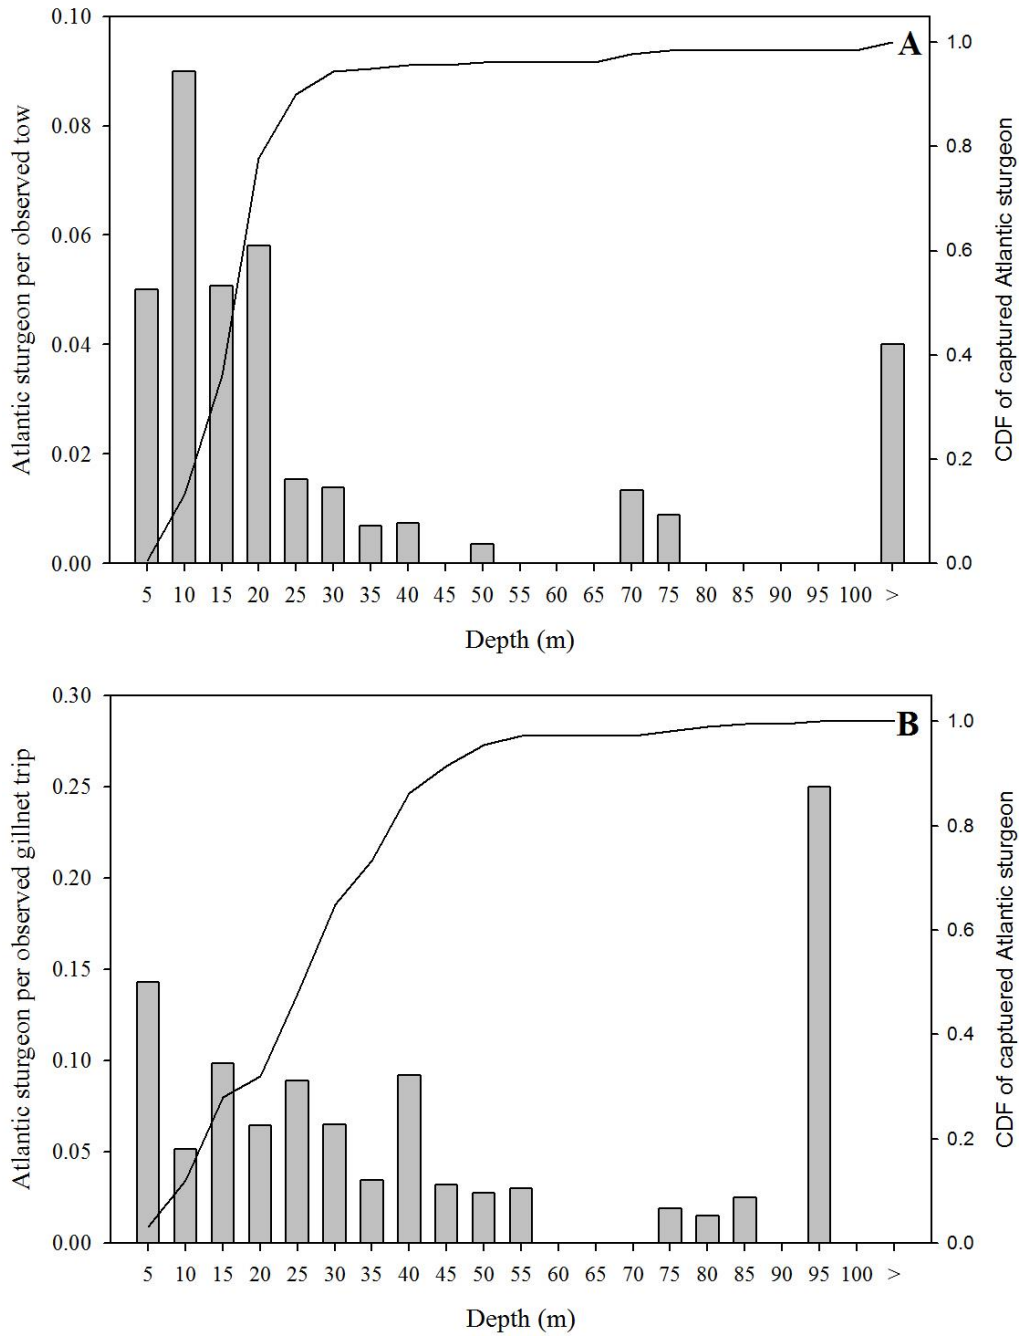 A
Atlantic sturgeon per observed tow
0.10
0.08
0.06
0.04
0.02
0.00
1.0
0.8
0.6
0.4
0.2
0.0
CDF of captured Atlantic sturgeon
5 10 15 20 25 30 35 40 45 50 55 60 65 70 75 80 85 90 95 100 >
Depth (m)
B
Atlantic sturgeon per observed gillnet trip
0.30
0.25
0.20
0.15
0.10
0.05
0.00
1.0
0.8
0.6
0.4
0.2
0.0
CDF of captuered Atlantic sturgeon
5 10 15 20 25 30 35 40 45 50 55 60 65 70 75 80 85 90 95 100 >
Depth (m)